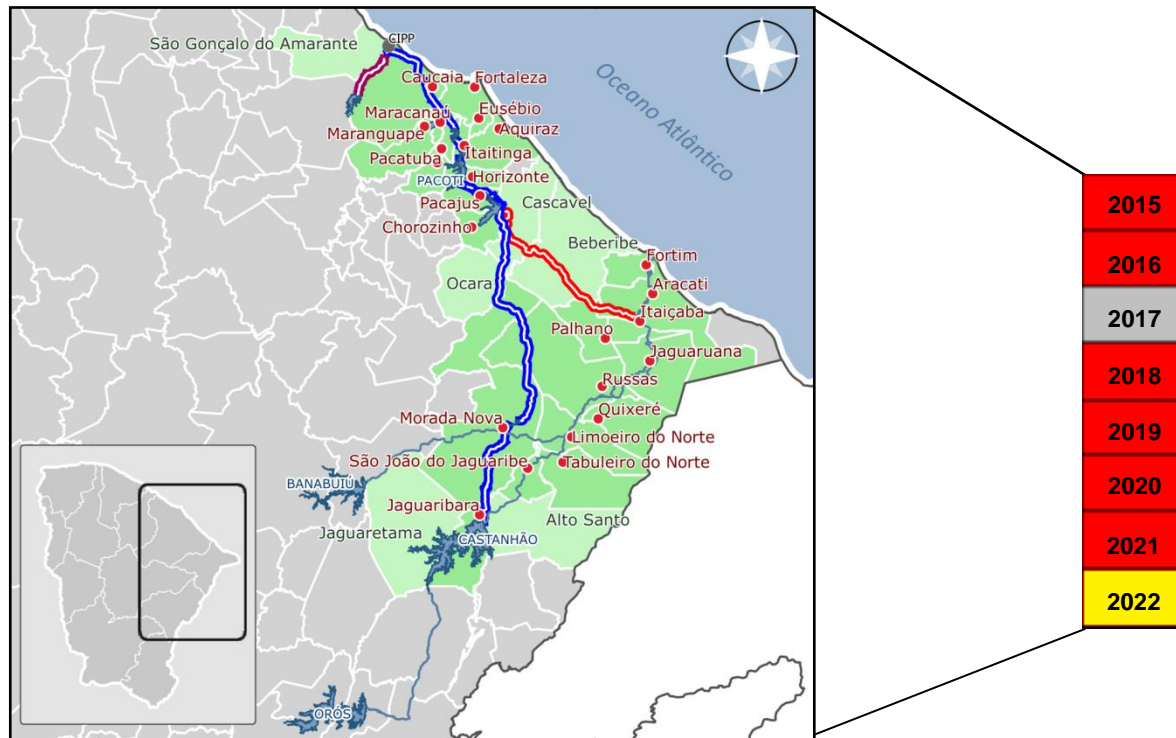 São Gonçalo do Amarante
CIPP
Caucaia
Fortaleza
Maracanaú
Eusébio
Maranguape
Aquiraz
Itaitinga
Pacatuba
PACOTI
Horizonte
Pacajus
Cascavel
Chorozinho
Beberibe
Fortim
Ocara
Aracati
Itaiçaba
Palhano
Jaguaruana
Russas
Quixeré
Morada Nova
Limoeiro do Norte
São João do Jaguaribe
Tabuleiro do Norte
BANABUIÚ
Jaguaribara
Alto Santo
Jaguaretama
CASTANHÃO
ORÓS
Oceano Atlântico
2015
2016
2017
2018
2019
2020
2021
2022